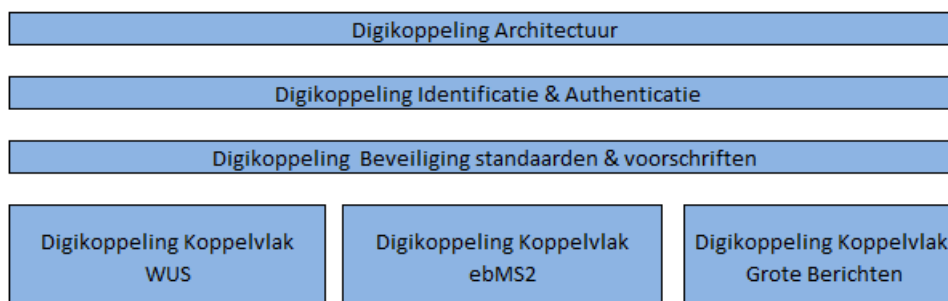 Digikoppeling Architectuur
Digikoppeling Identificatie & Authenticatie
Digikoppeling Beveiliging standaarden & voorschriften
Digikoppeling Koppelvlak
WUS
Digikoppeling Koppelvlak
ebMS2
Digikoppeling Koppelvlak
Grote Berichten